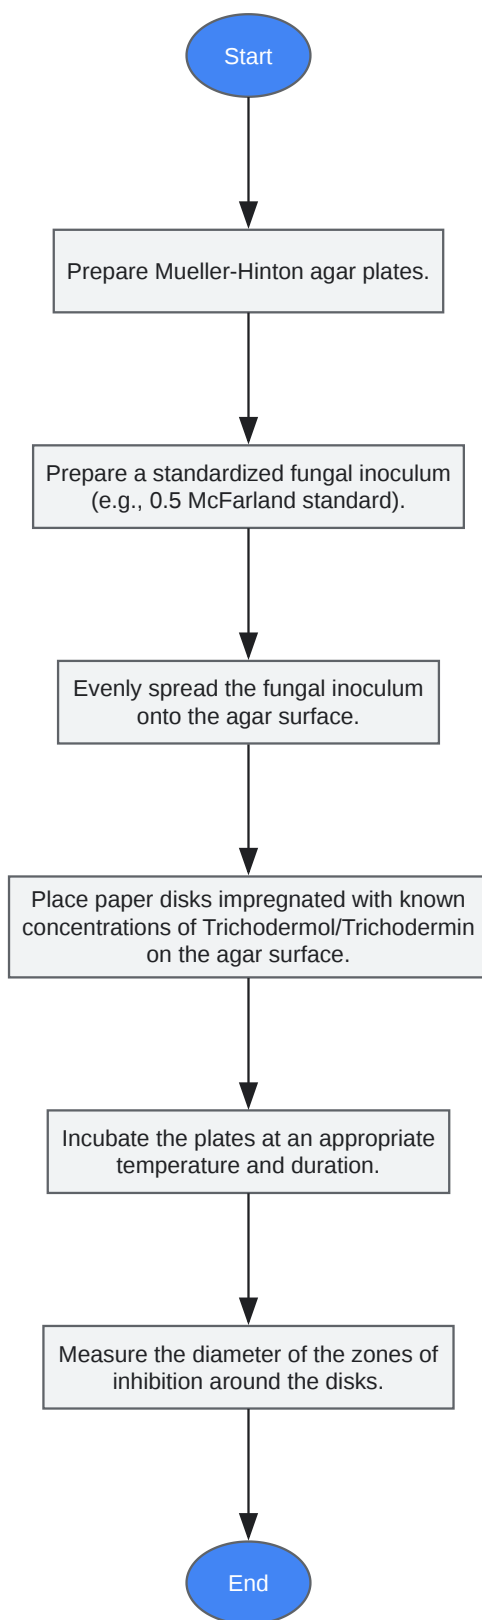 Start
Prepare Mueller-Hinton agar plates.
Prepare a standardized fungal inoculum
(e.g., 0.5 McFarland standard).
Evenly spread the fungal inoculum
onto the agar surface.
Place paper disks impregnated with known
concentrations of Trichodermol/Trichodermin
on the agar surface.
Incubate the plates at an appropriate
temperature and duration.
Measure the diameter of the zones of
inhibition around the disks.
End